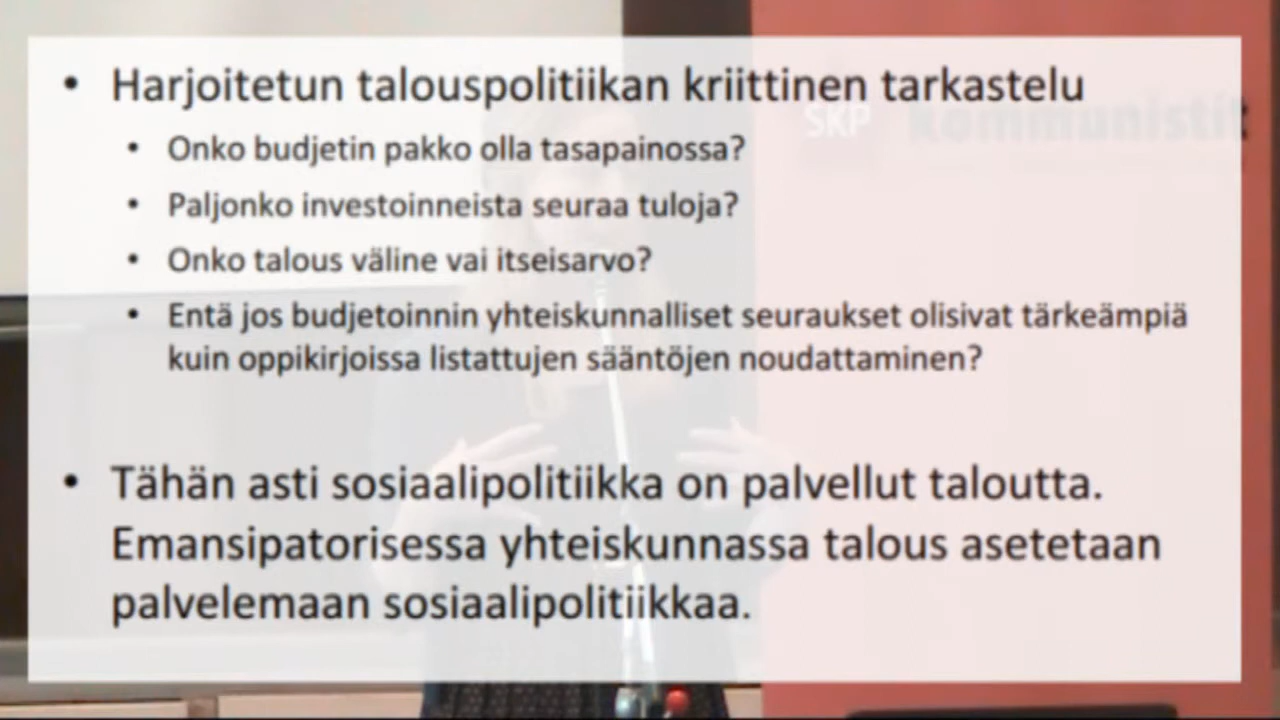 • Harjoitetun talouspolitiikan kriittinen tarkastelu
• Onko budjetin pakko olla tasapainossa?
• Paljonko investoinneista seuraa tuloja?
• Onko talous väline vai itseisarvo?
• Entä jos budjetoinnin yhteiskunnalliset seuraukset olisivat tärkeämpiä
kuin oppikirjoissa listattujen sääntöjen noudattaminen?
• Tähän asti sosiaalipolitiikka on palvellut taloutta.
Emansipatorisessa yhteiskunnassa talous asetetaan
palvelemaan sosiaalipolitiikkaa.
SKP kommunistit